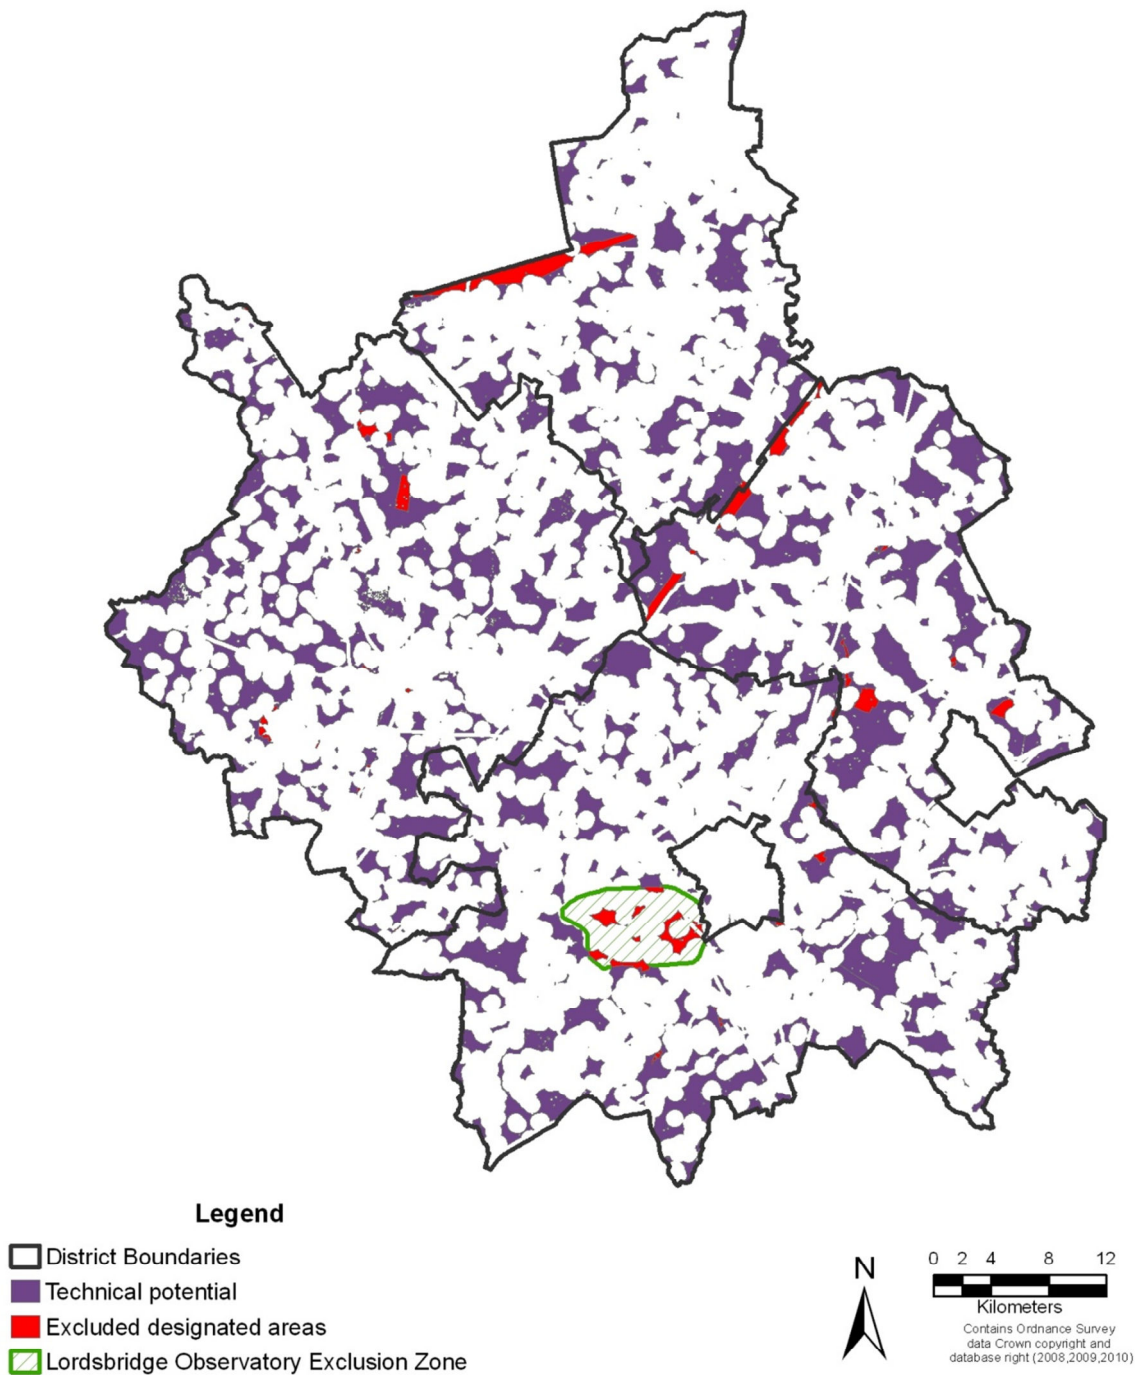 Legend
District Boundaries
Technical potential
Excluded designated areas
Lordsbridge Observatory Exclusion Zone
N
0 2 4 8 12
Kilometers
Contains Ordnance Survey
data Crown copyright and
database right (2008,2009,2010)